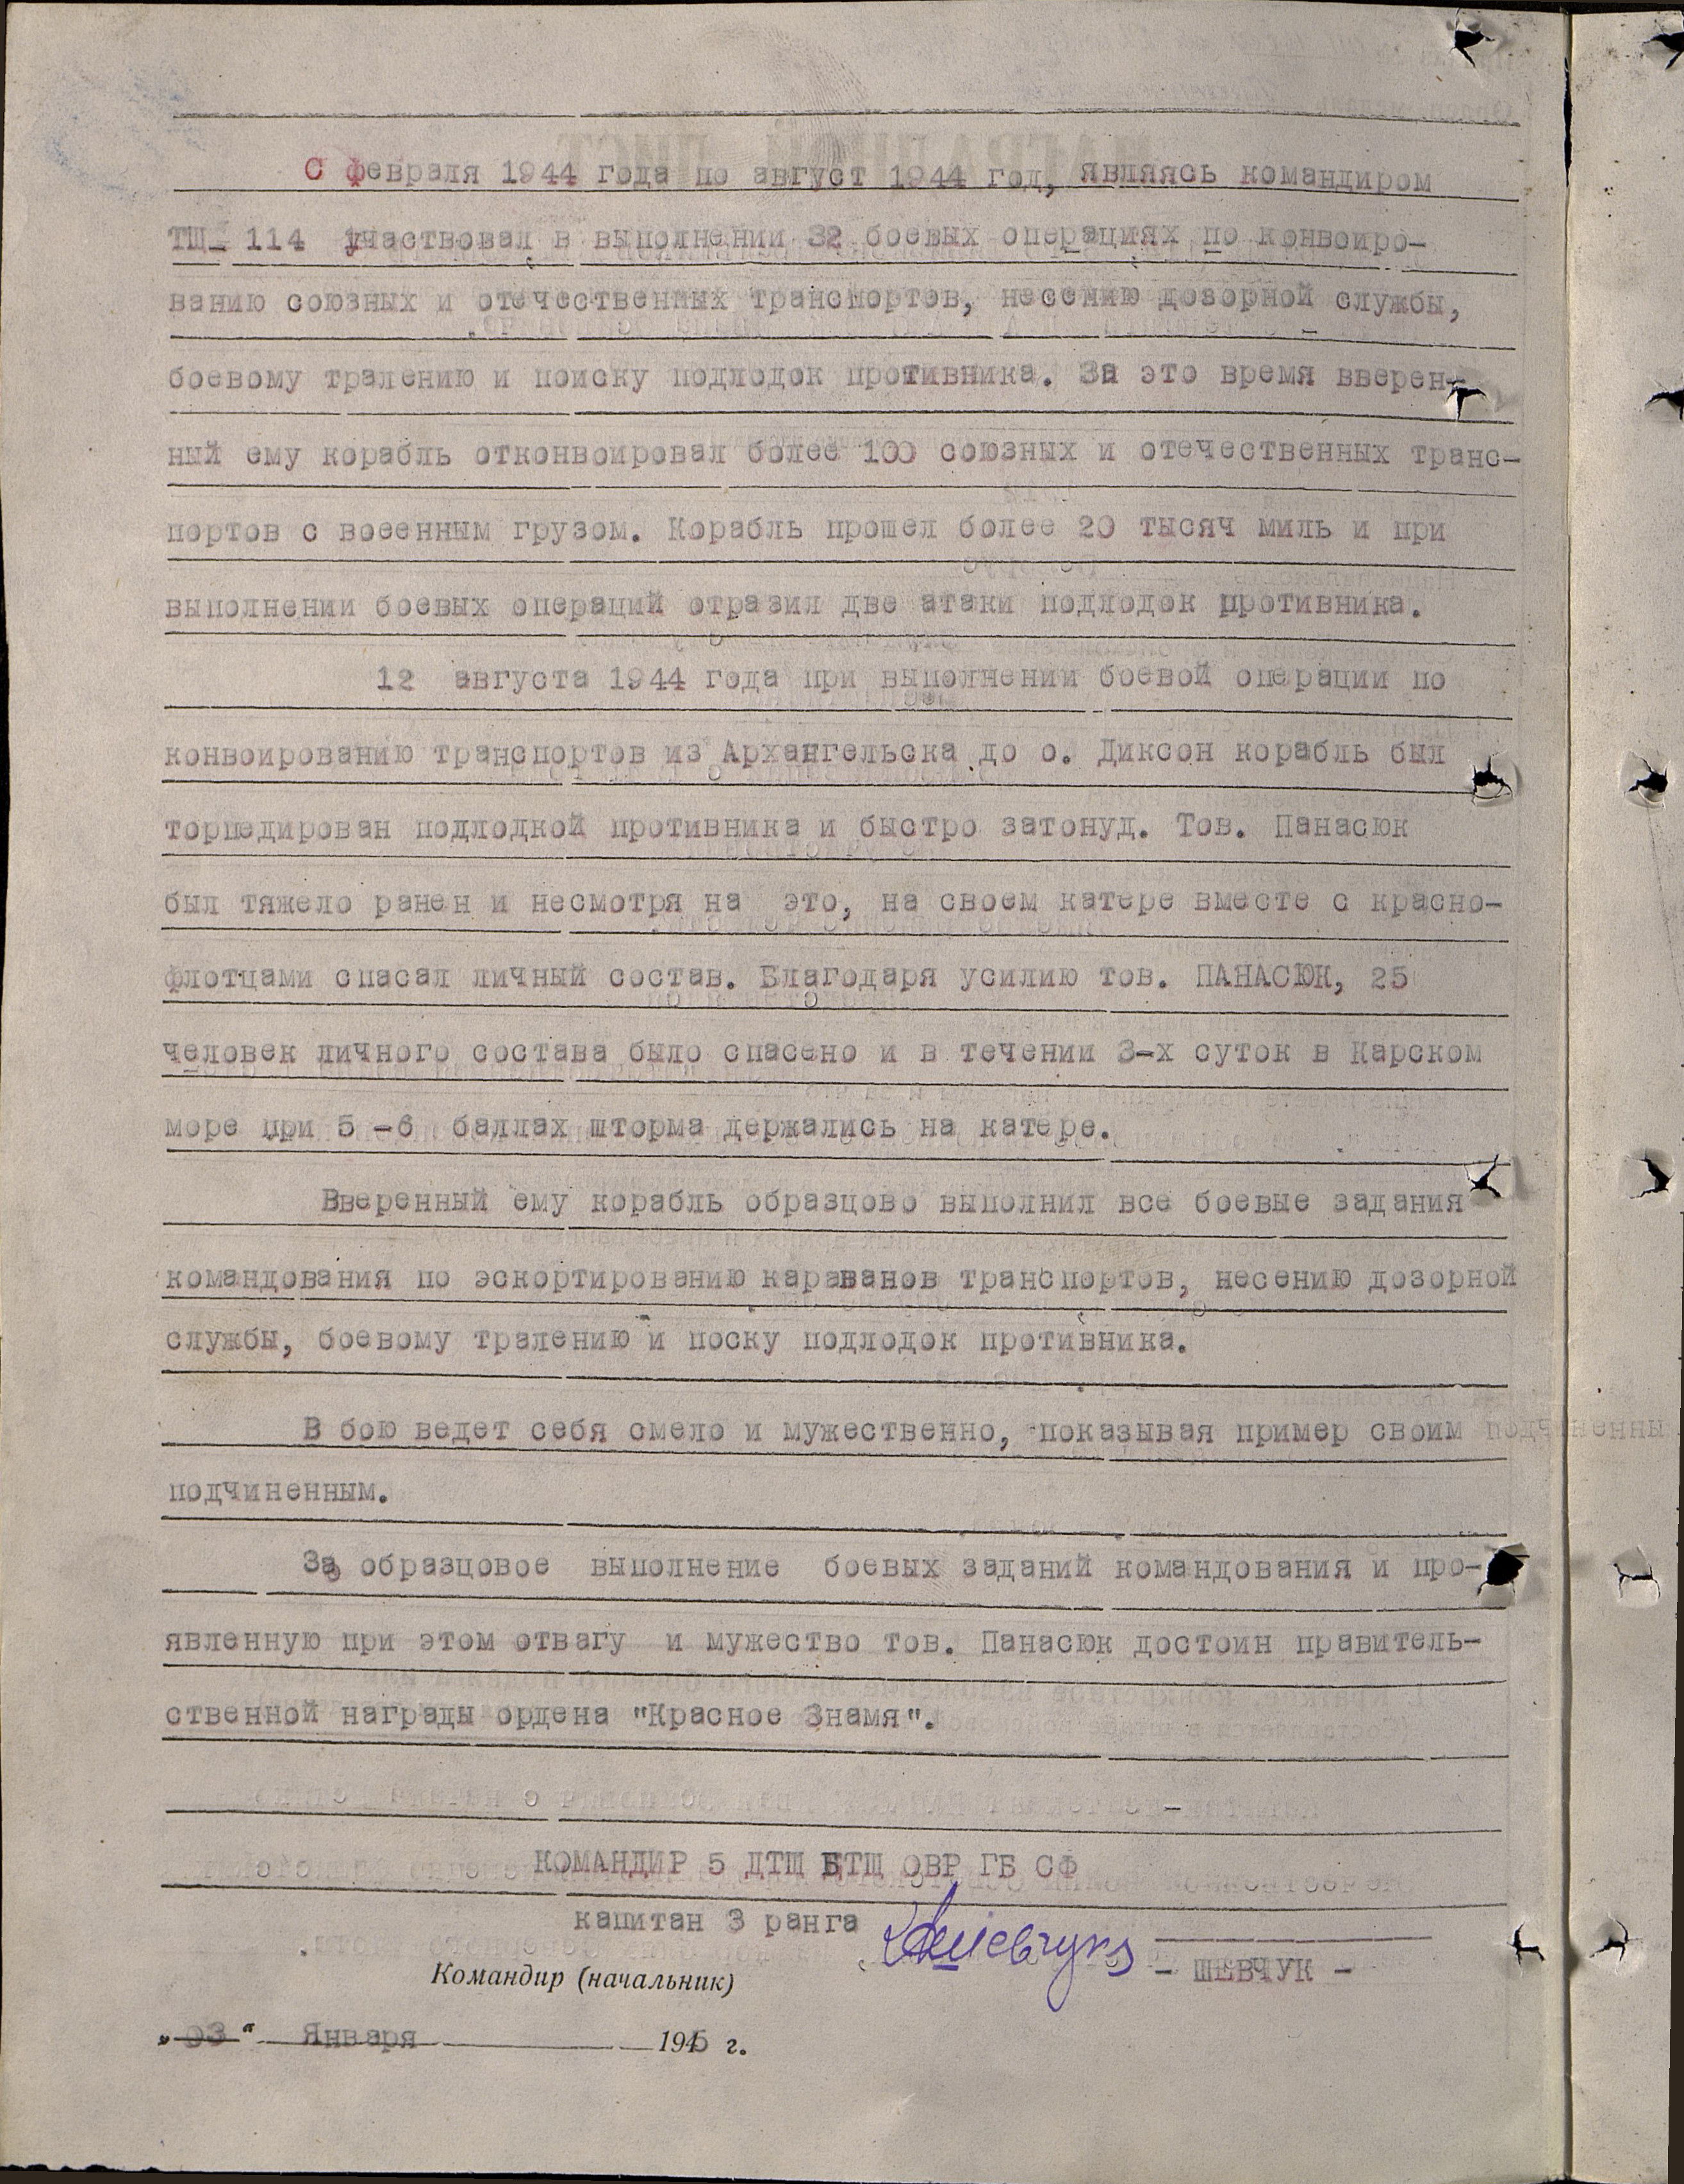 С февраля 1944 года по август 1944 год, являясь командиром
ТЩ- 114 участвовал в выполнении 32 боевых операциях по конвоиро-
ванию союзных и отечественных транспортов, несению дозорной службы,
боевому тралению и поиску подлодок противника. За это время вверен-
ный ему корабль отконвоировал более 100 союзных и отечественных транс-
портов с воеенным грузом. Корабль прошел более 20 тысяч миль и при
выполнении боевых операций отразил две атаки подлодок противника.
12 августа 1944 года при выполнении боевой операции по
конвоированию транспортов из Архангельска до о. Диксон корабль был
торпедирован подлодкой противника и быстро затонуд. Тов. Панасюк
был тяжело ранен и несмотря на это, на своем катере вместе с красно-
флотцами спасал личный состав. Благодаря усилию тов. ПАНАСЮК, 25
человек личного состава было спасено и в течении 3-х суток в Карском
море при 5 -6 баллах шторма держались на катере.
Вверенный ему корабль образцово выполнил все боевые задания
командования по эскортированию караванов транспортов, несению дозорной
службы, боевому тралению и поску подлодок противника.
В бою ведет себя смело и мужественно, показывая пример своим подчиненны
подчиненным.
За образцовое выполнение боевых заданий командования и про-
явленную при этом отвагу и мужество тов. Панасюк достоин правитель-
ственной награды ордена "Красное Знамя".
КОМАНДИР 5 ДТЩ БТЩ ОВР ГБ СФ
капитан 3 ранга
- ШЕВЧУК -
Командир (начальник)
„ 03 " Января 1945 г.